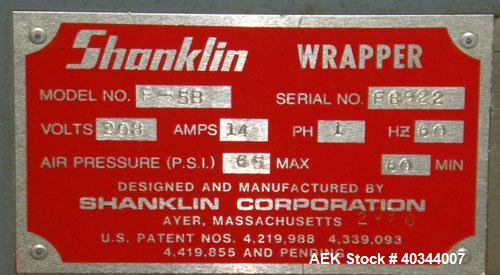 Shanklin WRAPPER
MODEL NO. F-5B SERIAL NO. F8922
VOLTS 208 AMPS 14 PH 1 HZ 60
AIR PRESSURE (P.S.I.) 65 MAX 60 MIN
DESIGNED AND MANUFACTURED BY
SHANKLIN CORPORATION
AYER, MASSACHUSETTS
U.S. PATENT NOS. 4,219,988 4,339,093
4,419,855 AND PENDING.
AEK Stock # 40344007